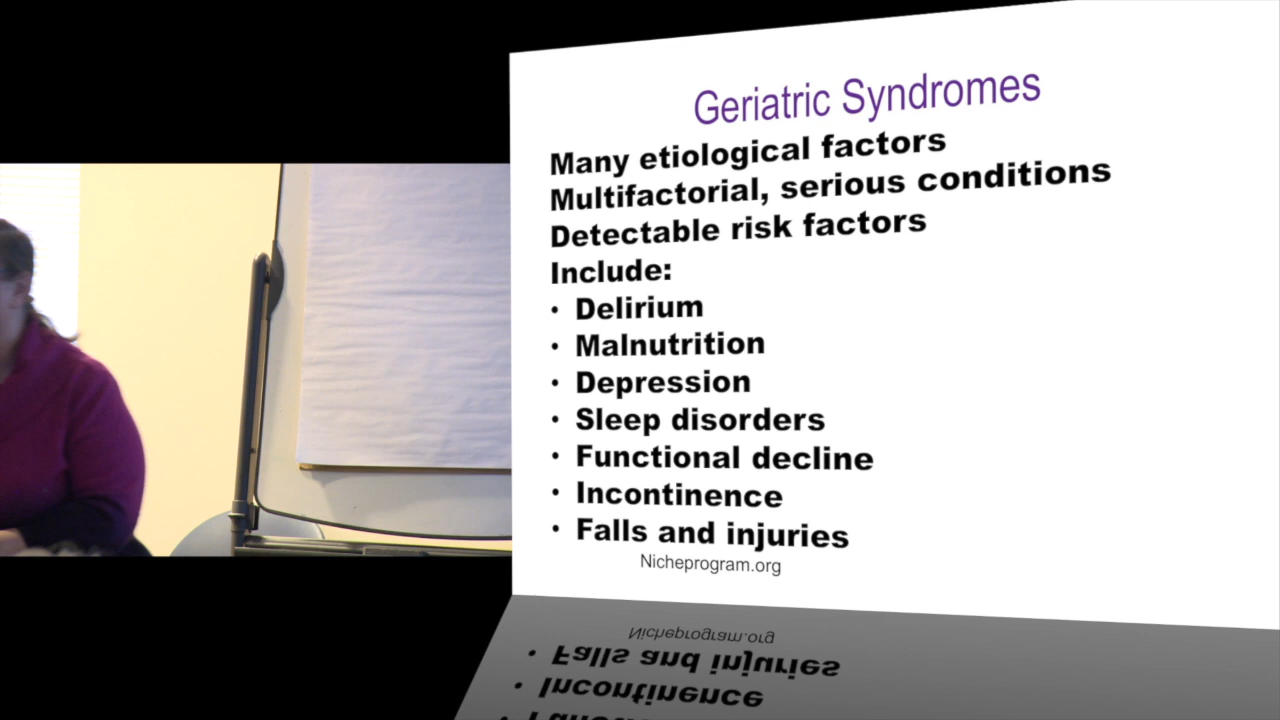 Geriatric Syndromes
Many etiological factors
Multifactorial, serious conditions
Detectable risk factors
Include:
• Delirium
• Malnutrition
• Depression
• Sleep disorders
• Functional decline
• Incontinence
• Falls and injuries
Nicheprogram.org